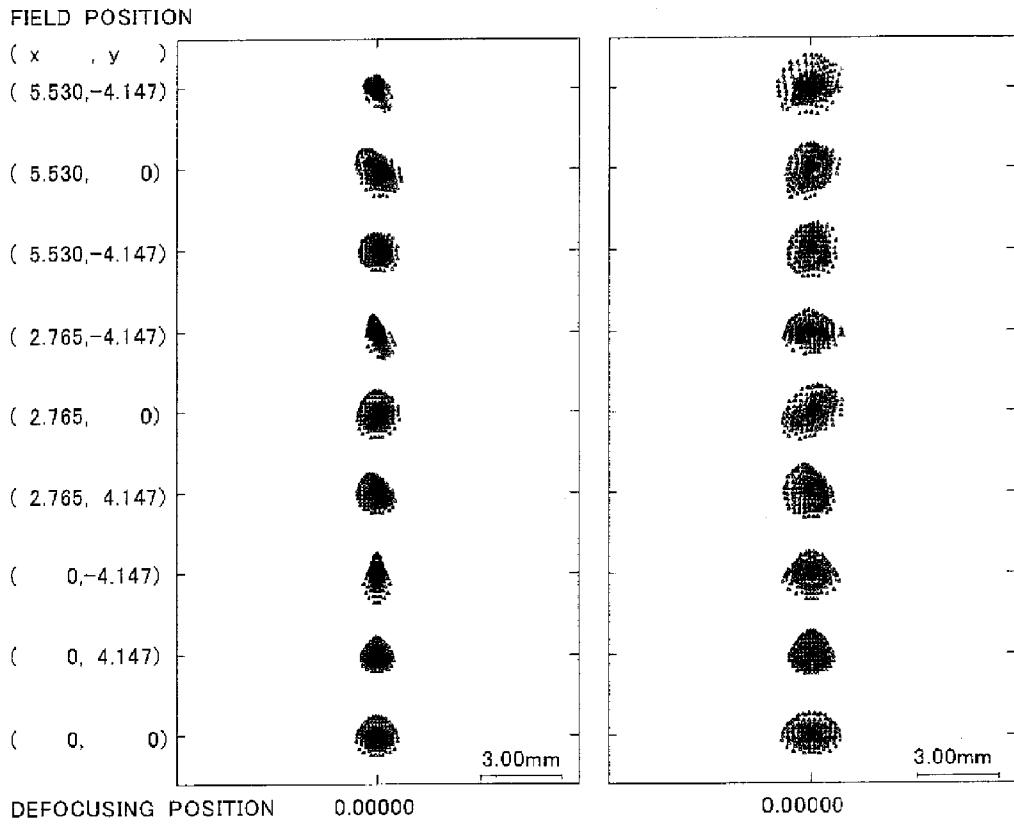 FIELD POSITION
( x , y )
( 5.530,-4.147)
( 5.530, 0)
( 5.530,-4.147)
( 2.765,-4.147)
( 2.765, 0)
( 2.765, 4.147)
( 0,-4.147)
( 0, 4.147)
( 0, 0)
3.00mm
3.00mm
DEFOCUSING POSITION 0.00000 0.00000